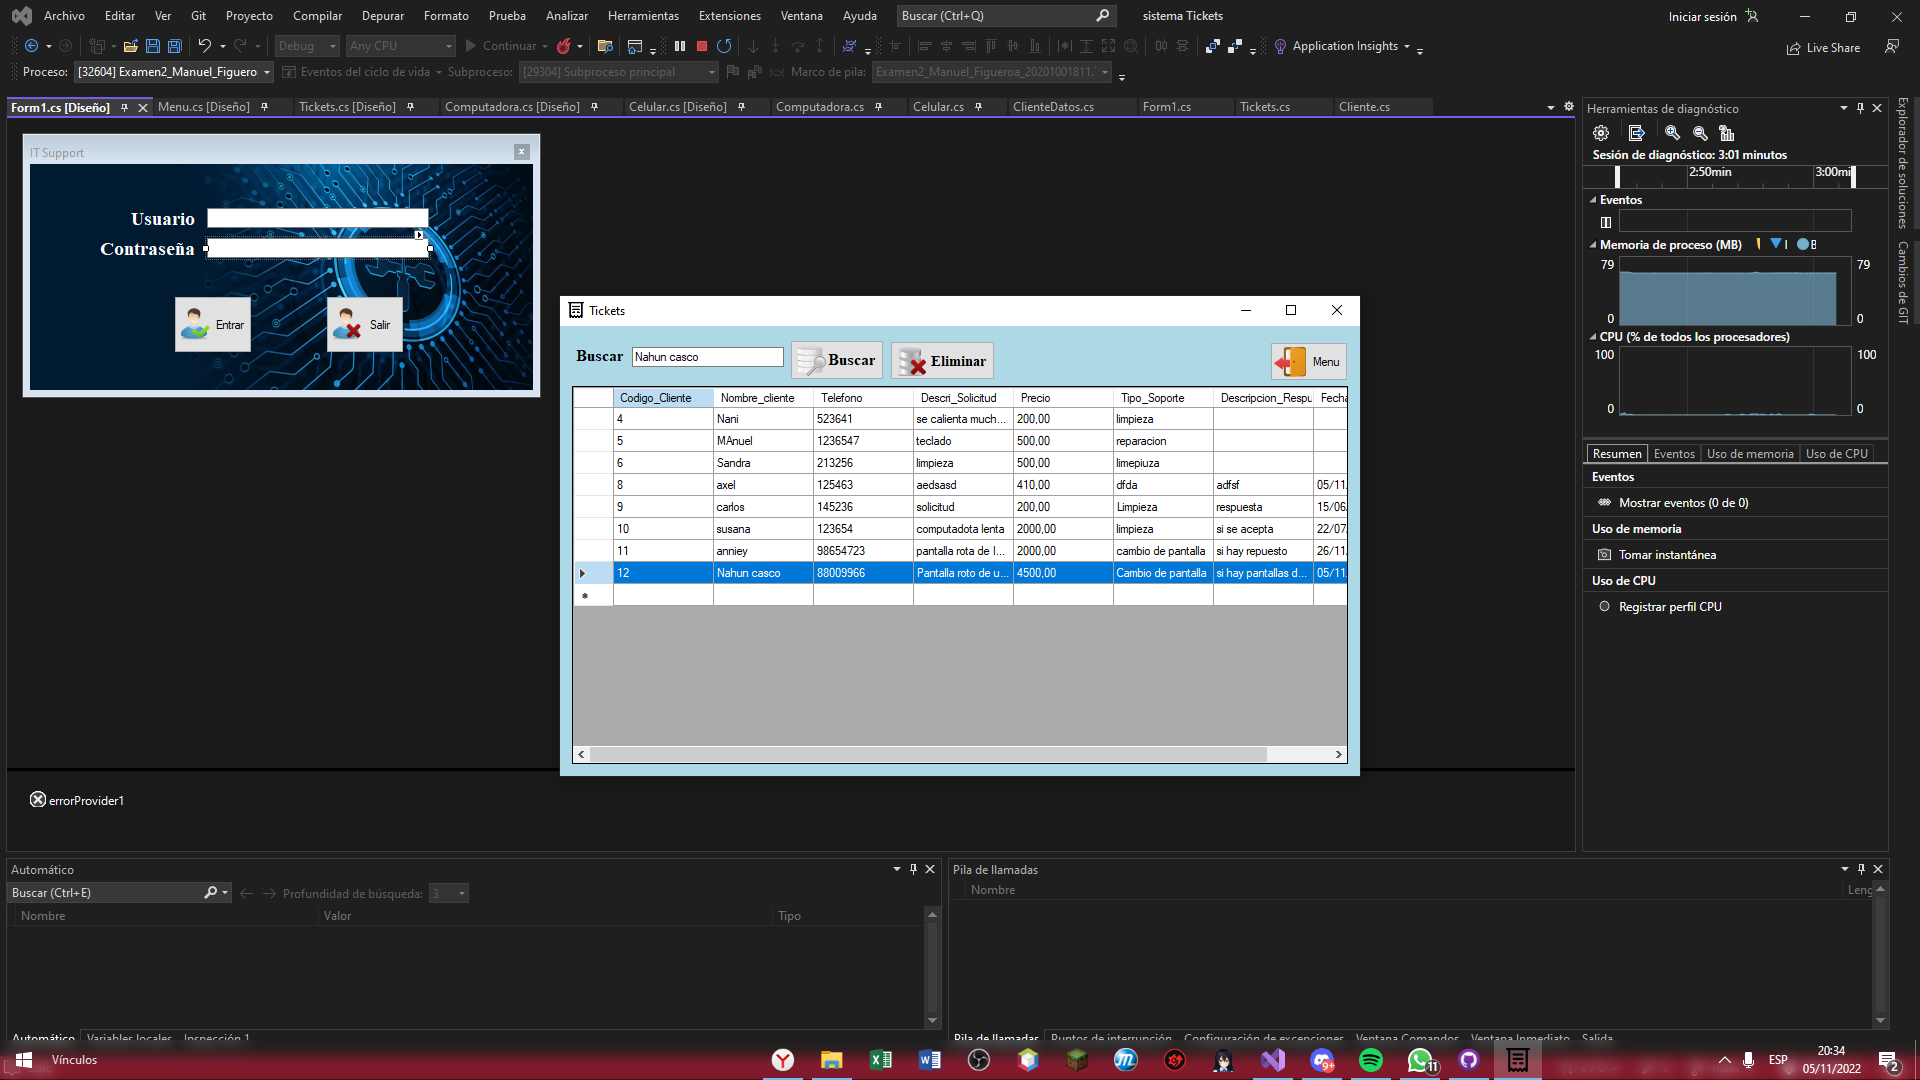 Archivo Editar Ver Git Proyecto Compilar Depurar Formato Prueba Analizar Herramientas Extensiones Ventana Ayuda Buscar (Ctrl+Q) sistema Tickets Iniciar sesión
Debug Any CPU Continuar Application Insights Live Share
Proceso: [32604] Examen2_Manuel_Figueroa Eventos del ciclo de vida Subproceso: [29304] Subproceso principal Marco de pila: Examen2_Manuel_Figueroa_20201001811.
Form1.cs [Diseño] Menu.cs [Diseño] Tickets.cs [Diseño] Computadora.cs [Diseño] Celular.cs [Diseño] Computadora.cs Celular.cs ClienteDatos.cs Form1.cs Tickets.cs Cliente.cs
IT Support
Usuario
Contraseña
Entrar Salir
Tickets
Buscar Nahun casco Buscar Eliminar Menu
Codigo_Cliente Nombre_cliente Telefono Descri_Solicitud Precio Tipo_Soporte Descripcion_Respu Fecha
4 Nani 523641 se calienta much... 200,00 limpieza
5 MAnuel 1236547 teclado 500,00 reparacion
6 Sandra 213256 limpieza 500,00 limepiuza
8 axel 125463 aedsasd 410,00 dfda adfsf 05/11
9 carlos 145236 solicitud 200,00 Limpieza respuesta 15/06
10 susana 123654 computadota lenta 2000,00 limpieza si se acepta 22/07
11 anniey 98654723 pantalla rota de l... 2000,00 cambio de pantalla si hay repuesto 26/11
12 Nahun casco 88009966 Pantalla roto de u... 4500,00 Cambio de pantalla si hay pantallas d... 05/11
errorProvider1
Herramientas de diagnóstico
Sesión de diagnóstico: 3:01 minutos
2:50min 3:00mi
Eventos
Memoria de proceso (MB) I B
79 79
0 0
CPU (% de todos los procesadores)
100 100
0 0
Resumen Eventos Uso de memoria Uso de CPU
Eventos
Mostrar eventos (0 de 0)
Uso de memoria
Tomar instantánea
Uso de CPU
Registrar perfil CPU
Explorador de soluciones
Cambios de GIT
Automático
Buscar (Ctrl+E) Profundidad de búsqueda: 3
Nombre Valor Tipo
Automático Variables locales Inspección 1
Pila de llamadas
Nombre Leng
Pila de llamadas Puntos de interrupción Configuración de excepciones Ventana Comandos Ventana Inmediato Salida
Vínculos
9+ 11 ESP 20:34
05/11/2022 2